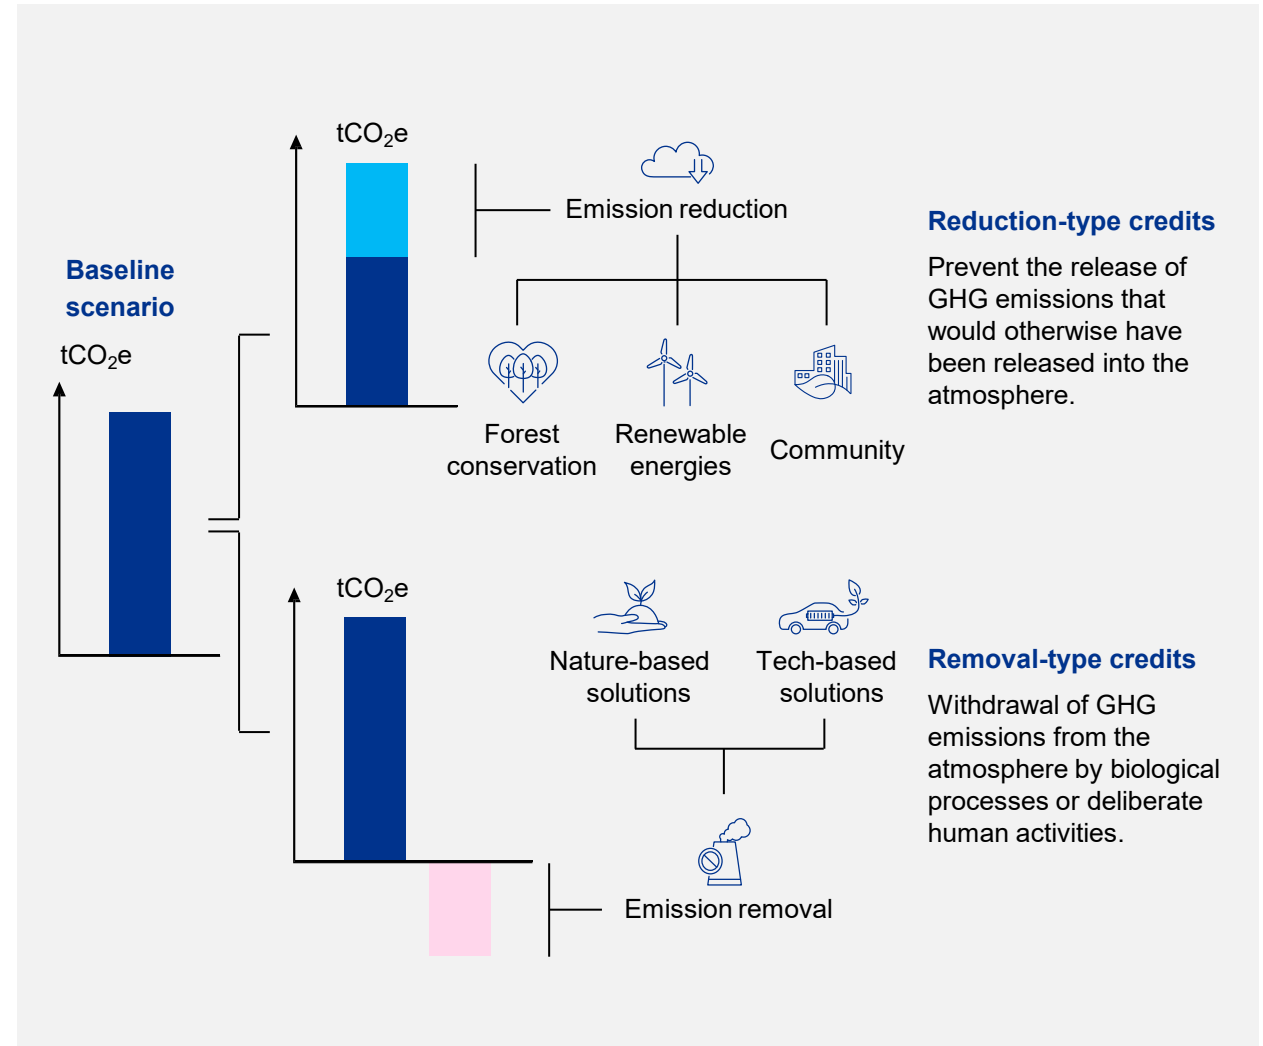 Baseline
scenario
tCO₂e
tCO₂e
Emission reduction
Forest
conservation
Renewable
energies
Community
Reduction-type credits
Prevent the release of
GHG emissions that
would otherwise have
been released into the
atmosphere.
tCO₂e
Nature-based
solutions
Tech-based
solutions
Emission removal
Removal-type credits
Withdrawal of GHG
emissions from the
atmosphere by biological
processes or deliberate
human activities.